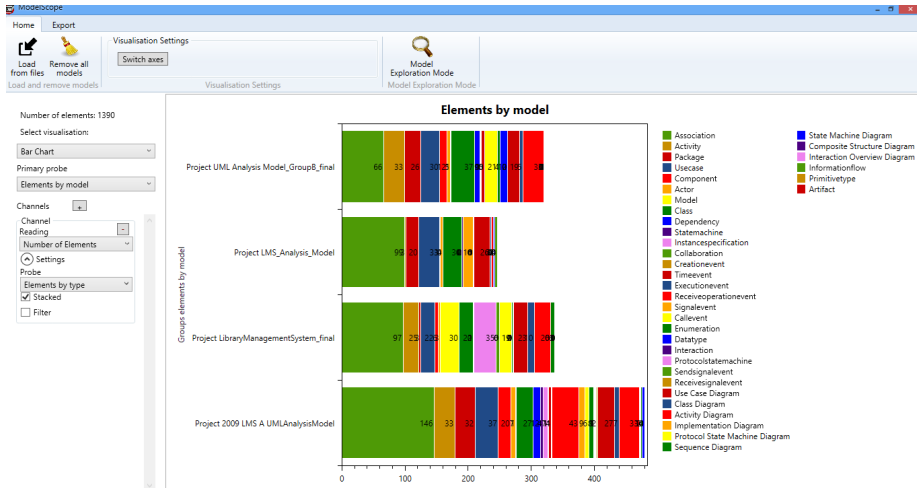 ModelScope
Home Export
Load from files
Remove all models
Load and remove models
Visualisation Settings
Switch axes
Visualisation Settings
Model Exploration Mode
Model Exploration Mode
Number of elements: 1390
Select visualisation:
Bar Chart
Primary probe
Elements by model
Channels +
Channel
Reading -
Number of Elements
Settings
Probe
Elements by type
Stacked
Filter
Elements by model
Groups elements by model
Project UML Analysis Model_GroupB_final
66 33 26 30 37
Project LMS_Analysis_Model
20
Project LibraryManagementSystem_final
97 30
Project 2009 LMS A UMLAnalysisModel
146 33 32 37 43
0 100 200 300 400
Association
Activity
Package
Usecase
Component
Actor
Model
Class
Dependency
Statemachine
Instancespecification
Collaboration
Creationevent
Timeevent
Executionevent
Receiveoperationevent
Signalevent
Callevent
Enumeration
Datatype
Interaction
Protocolstatemachine
Sendsignalevent
Receivesignalevent
Use Case Diagram
Class Diagram
Activity Diagram
Implementation Diagram
Protocol State Machine Diagram
Sequence Diagram
State Machine Diagram
Composite Structure Diagram
Interaction Overview Diagram
Informationflow
Primitivetype
Artifact